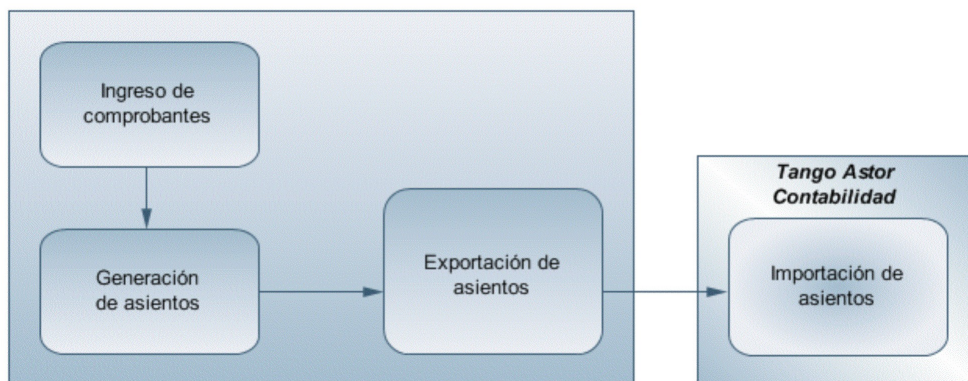 Ingreso de
comprobantes
Generación
de asientos
Exportación de
asientos
Tango Astor
Contabilidad
Importación de
asientos